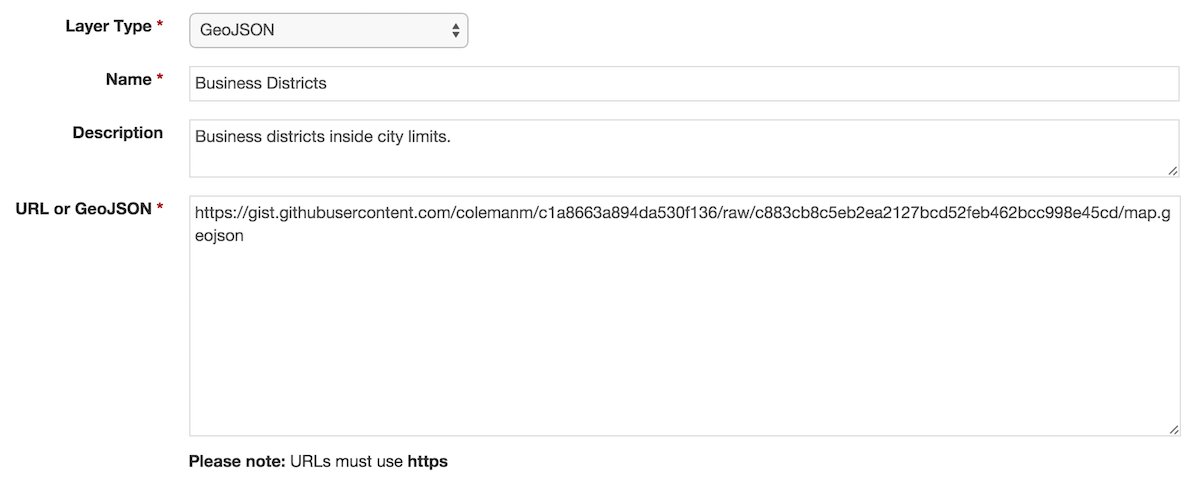 Layer Type * GeoJSON
Name * Business Districts
Description Business districts inside city limits.
URL or GeoJSON * https://gist.githubusercontent.com/colemanm/c1a8663a894da530f136/raw/c883cb8c5eb2ea2127bcd52feb462bcc998e45cd/map.g
eojson
Please note: URLs must use https